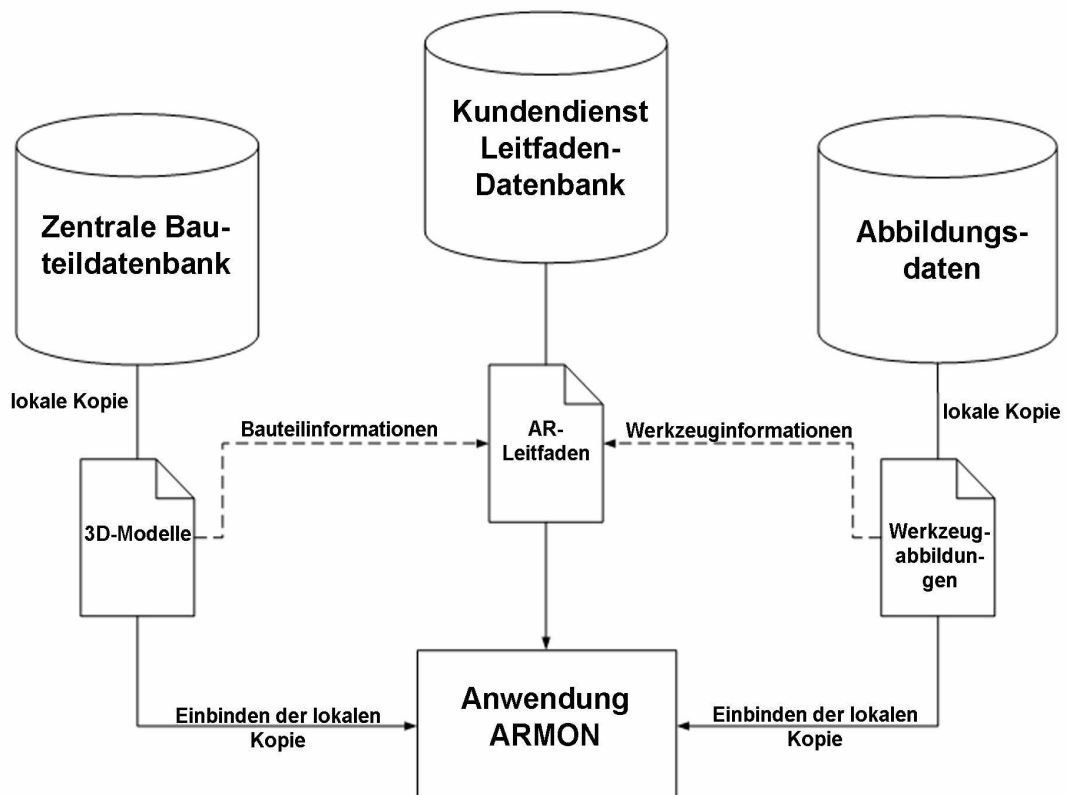 Kundendienst
Leitfaden-
Datenbank
Zentrale Bau-
teildatenbank
Abbildungs-
daten
lokale Kopie
lokale Kopie
Bauteilinformationen
AR-
Leitfaden
Werkzeuginformationen
3D-Modelle
Werkzeug-
abbildun-
gen
Einbinden der lokalen
Kopie
Anwendung
ARMON
Einbinden der lokalen
Kopie